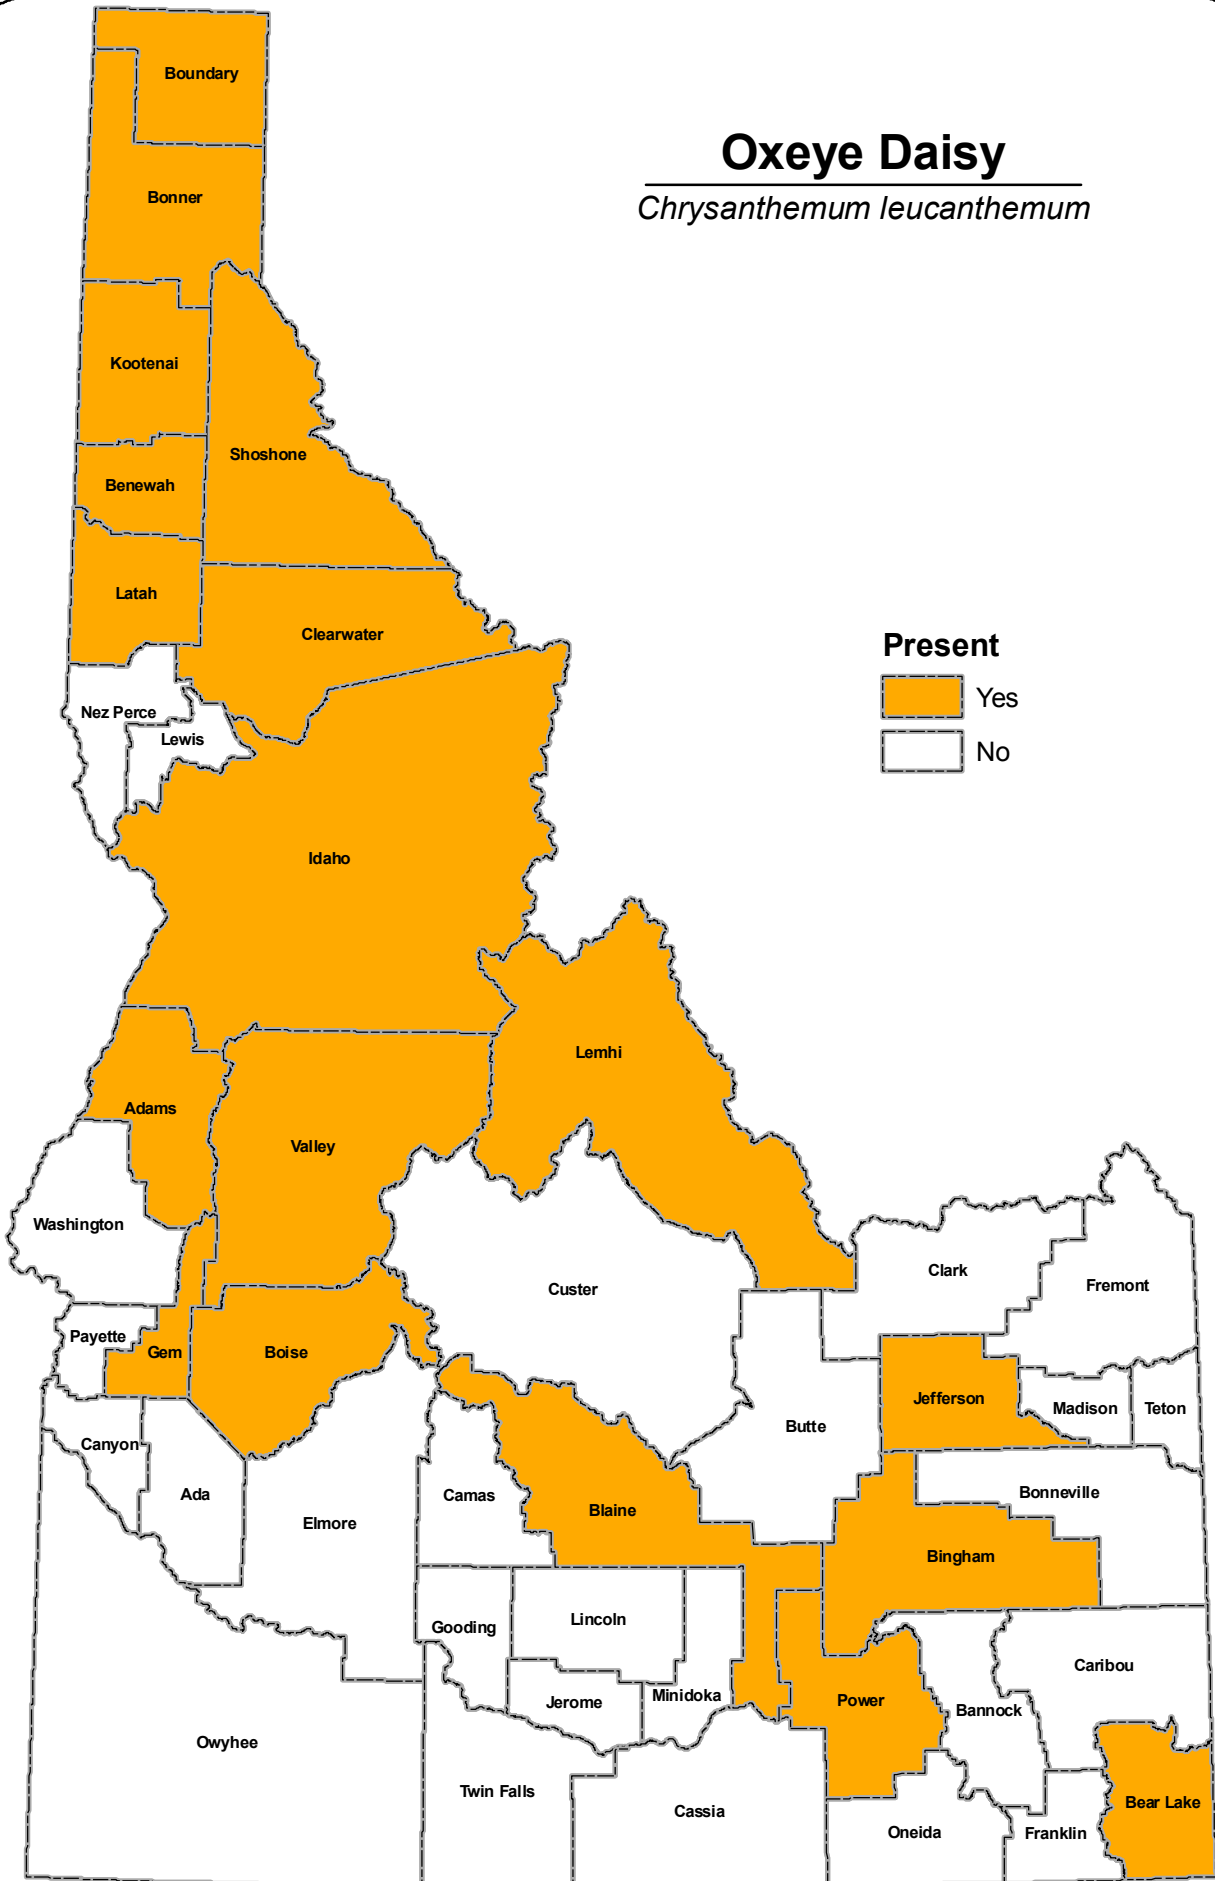 Boundary
Oxeye Daisy
Chrysanthemum leucanthemum
Bonner
Kootenai
Shoshone
Benewah
Latah
Clearwater
Present
Yes
No
Nez Perce
Lewis
Idaho
Lemhi
Adams
Valley
Washington
Custer
Clark
Fremont
Payette
Gem
Boise
Jefferson
Madison
Teton
Butte
Canyon
Ada
Camas
Elmore
Blaine
Bonneville
Bingham
Gooding
Lincoln
Caribou
Jerome
Minidoka
Power
Bannock
Owyhee
Twin Falls
Cassia
Bear Lake
Oneida
Franklin